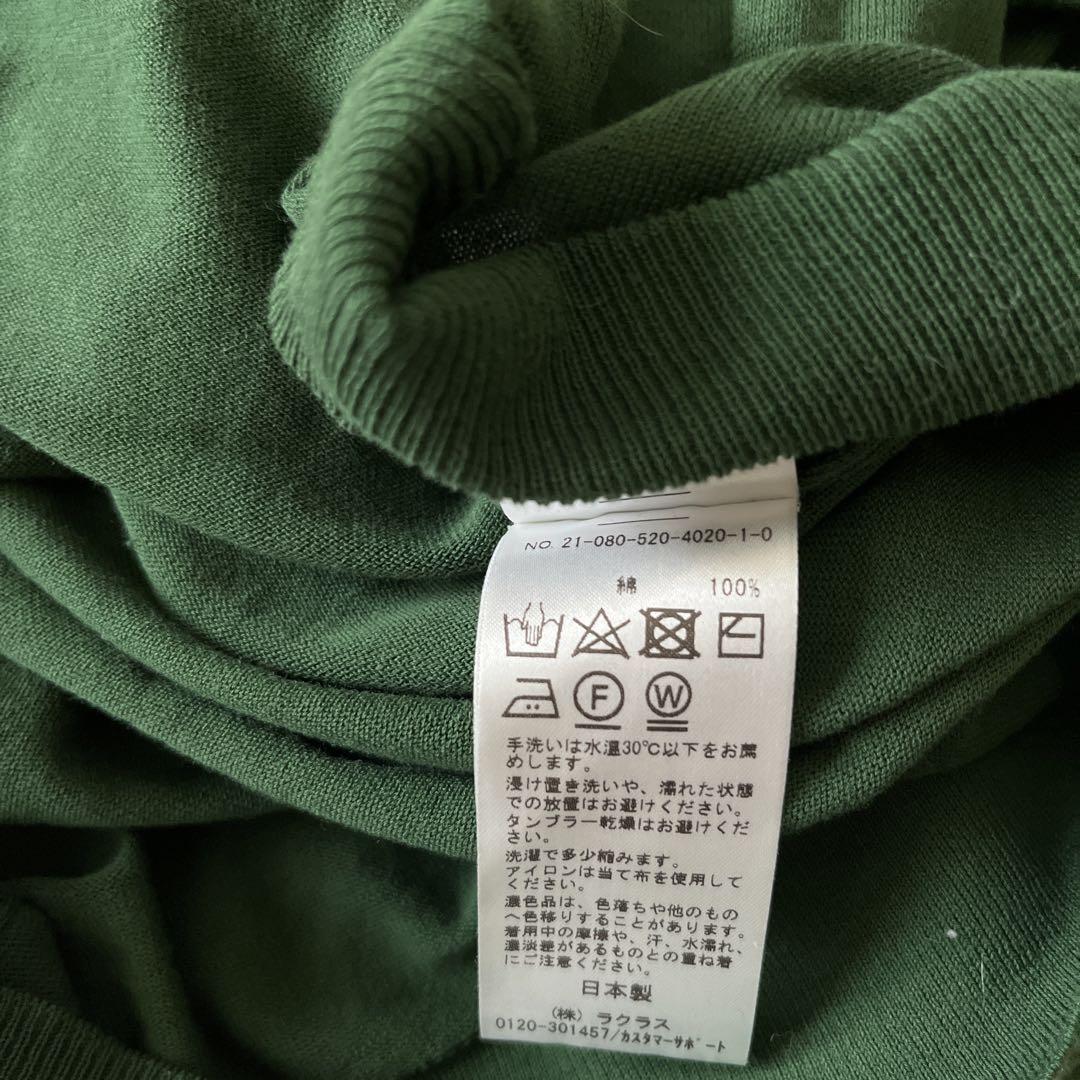 NO. 21-080-520-4020-1-0
綿 100%
F W
手洗いは水温30℃以下をお薦
めします。
浸け置き洗いや、濡れた状態
での放置はお避けください。
タンブラー乾燥はお避けくだ
さい。
洗濯で多少縮みます。
アイロンは当て布を使用して
ください。
濃色品は、色落ちや他のもの
へ色移りすることがあります。
着用中の摩擦や、汗、水濡れ、
濃淡差があるものとの重ね着
にご注意ください。
日本製
(株) ラクラス
0120-301457/カスタマーサポート